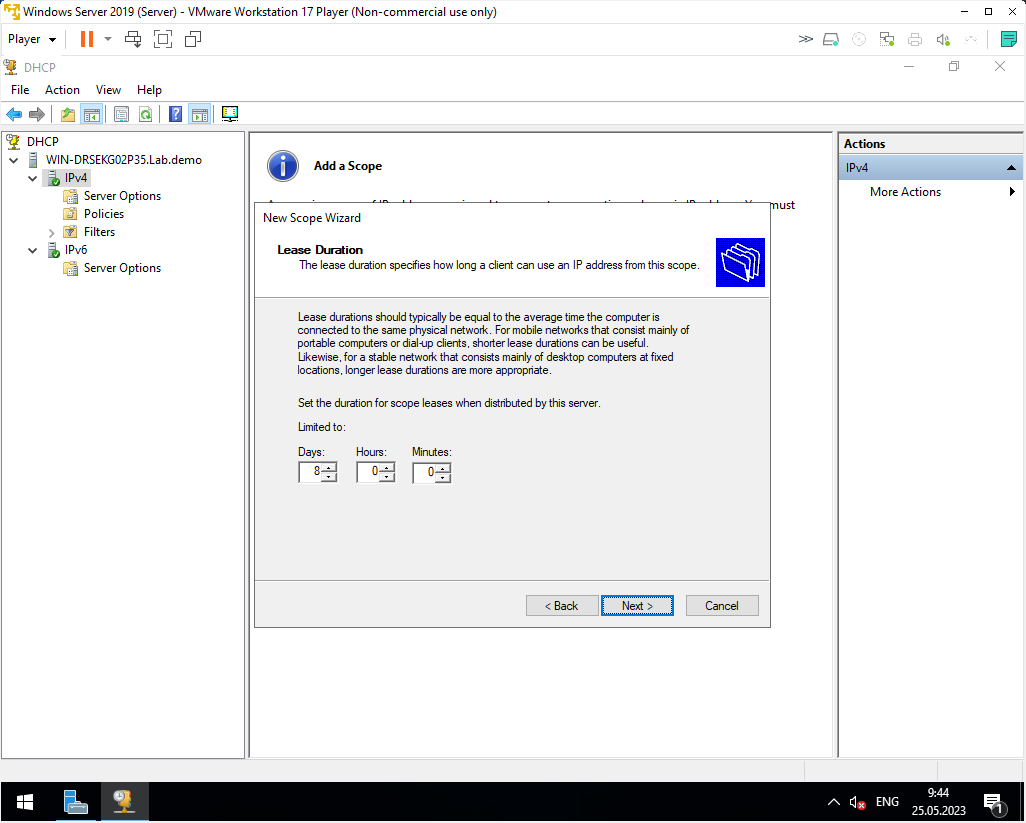 Windows Server 2019 (Server) - VMware Workstation 17 Player (Non-commercial use only)
Player
DHCP
File Action View Help
DHCP
WIN-DRSEKG02P35.Lab.demo
IPv4
Server Options
Policies
Filters
IPv6
Server Options
Add a Scope
must
New Scope Wizard
Lease Duration
The lease duration specifies how long a client can use an IP address from this scope.
Lease durations should typically be equal to the average time the computer is
connected to the same physical network. For mobile networks that consist mainly of
portable computers or dial-up clients, shorter lease durations can be useful.
Likewise, for a stable network that consists mainly of desktop computers at fixed
locations, longer lease durations are more appropriate.
Set the duration for scope leases when distributed by this server.
Limited to:
Days: Hours: Minutes:
8 0 0
< Back Next > Cancel
Actions
IPv4
More Actions
ENG
9:44
25.05.2023
1